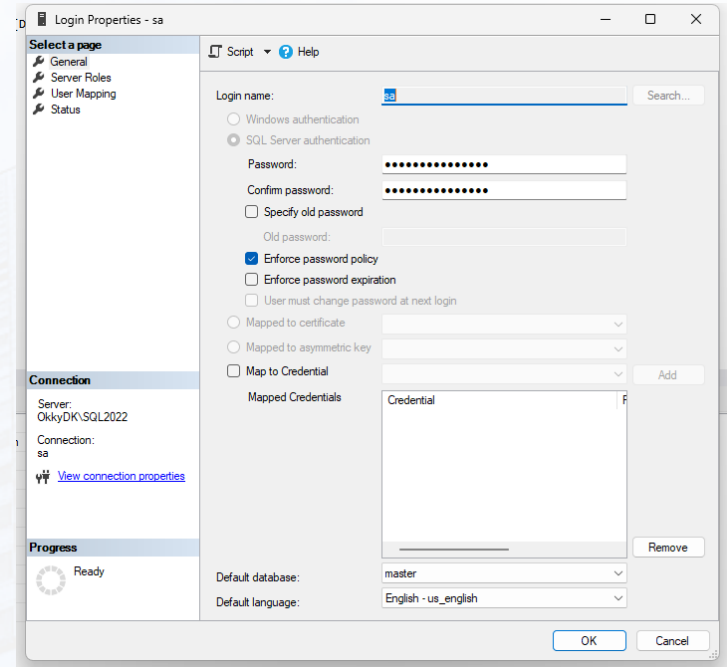 Login Properties - sa
Select a page
General
Server Roles
User Mapping
Status
Script
Help
Login name:
sa
Search...
Windows authentication
SQL Server authentication
Password:
●●●●●●●●●●●●●●●
Confirm password:
●●●●●●●●●●●●●●●
Specify old password
Old password:
Enforce password policy
Enforce password expiration
User must change password at next login
Mapped to certificate
Mapped to asymmetric key
Map to Credential
Add
Mapped Credentials
Credential
Remove
Default database:
master
Default language:
English - us_english
Connection
Server:
OkkyDK\SQL2022
Connection:
sa
View connection properties
Progress
Ready
OK
Cancel